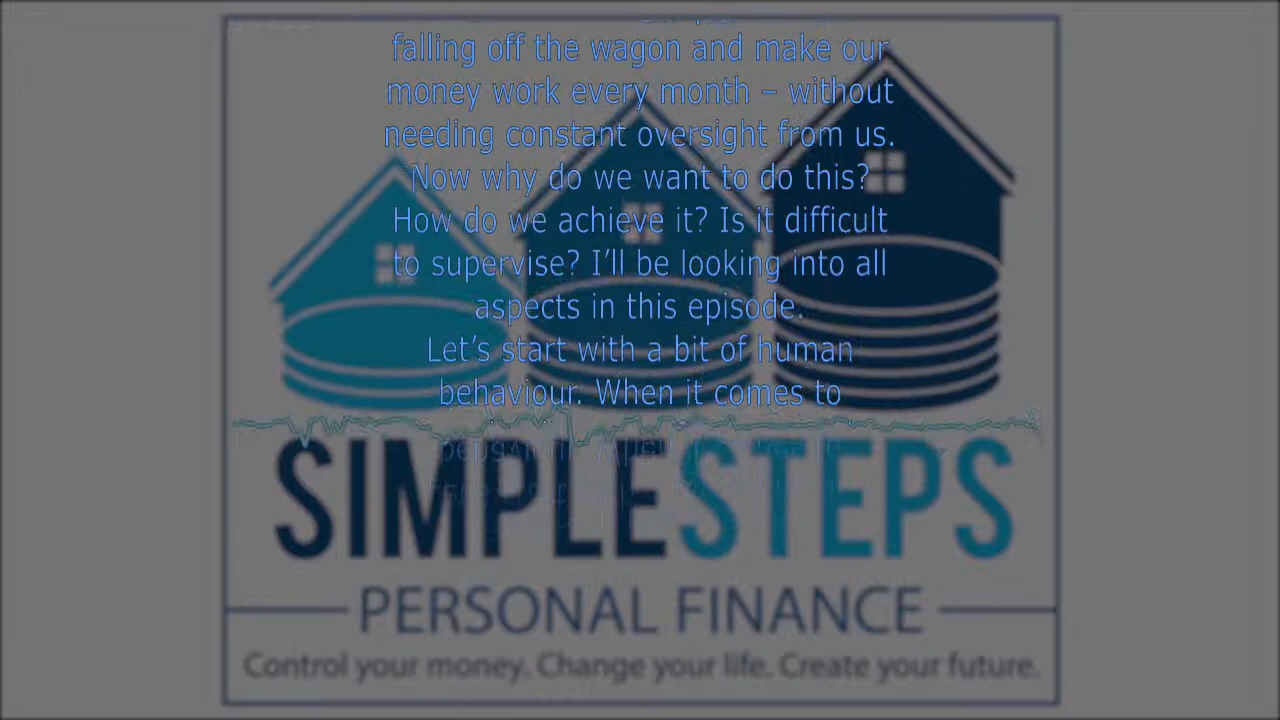 falling off the wagon and make our
money work every month – without
needing constant oversight from us.
Now why do we want to do this?
How do we achieve it? Is it difficult
to supervise? I’ll be looking into all
aspects in this episode.
Let’s start with a bit of human
behaviour. When it comes to
SIMPLESTEPS
PERSONAL FINANCE
Control your money. Change your life. Create your future.